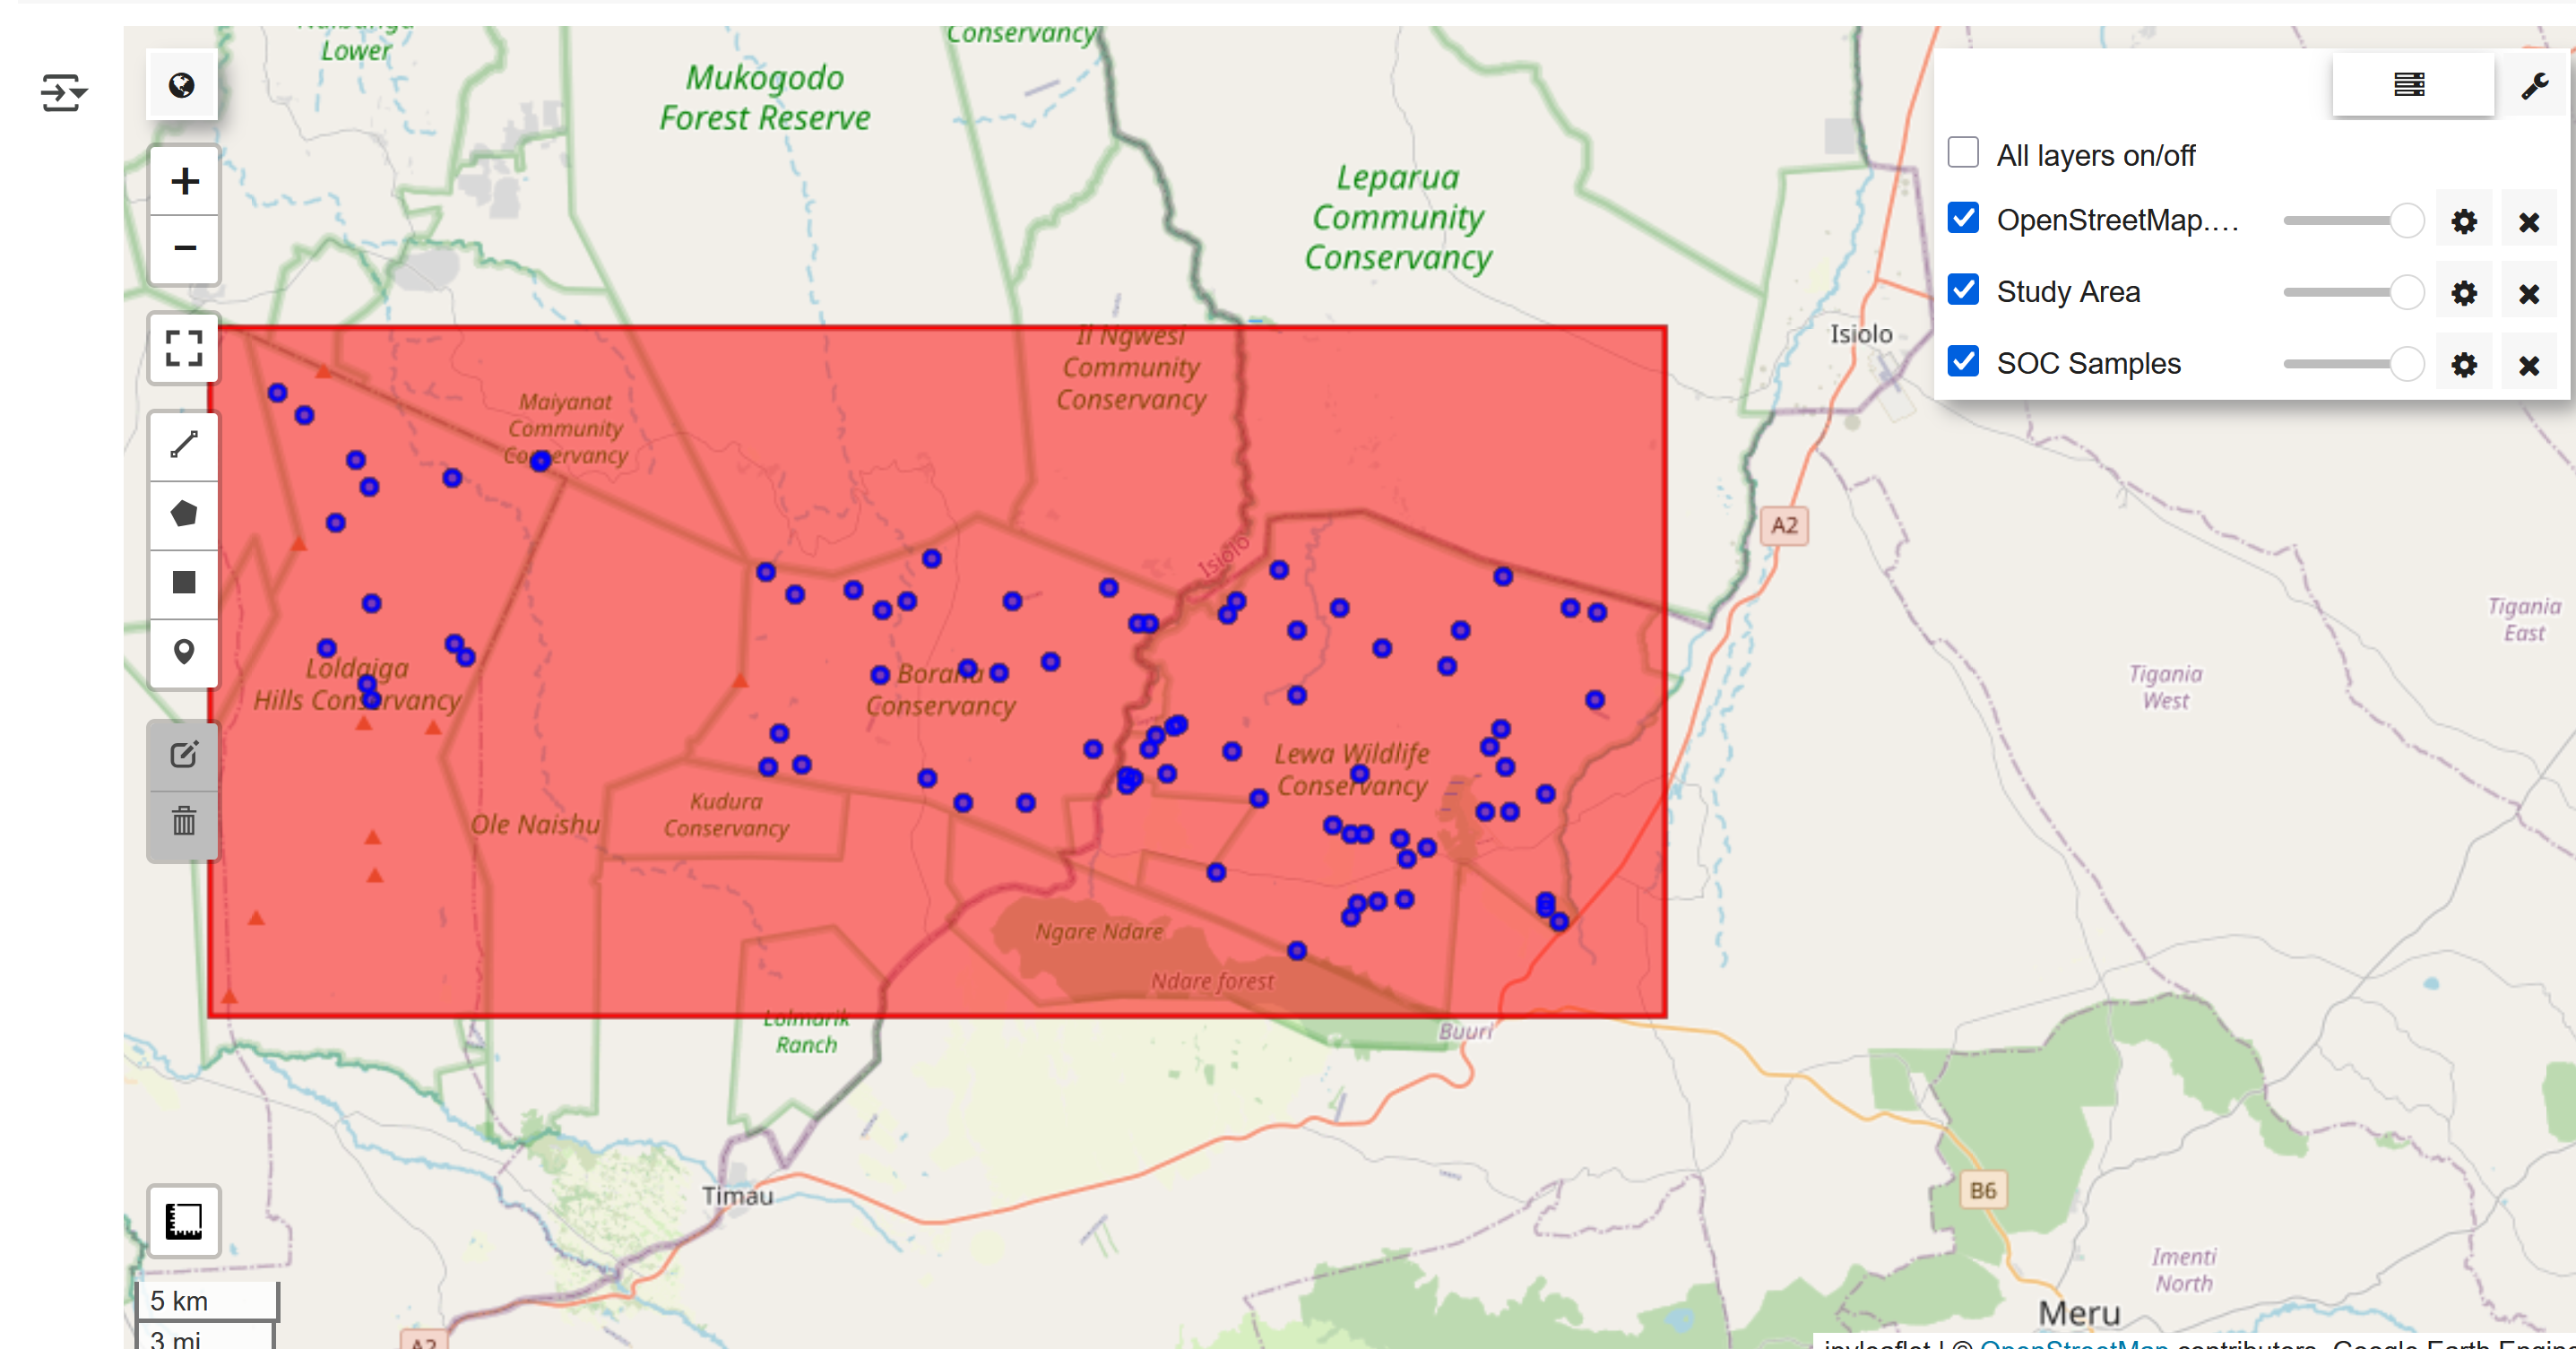 Lower
Conservancy
Mukogodo
Forest Reserve
Leparua
Community
Conservancy
All layers on/off
OpenStreetMap....
Study Area
SOC Samples
+
−
Isiolo
Il Ngwesi
Community
Conservancy
Maiyanat
Community
Conservancy
A2
Isiolo
Tigania
East
Tigania
West
Loldaiga
Hills Conservancy
Borana
Conservancy
Lewa Wildlife
Conservancy
Kudura
Conservancy
Ole Naishu
Ngare Ndare
Ndare forest
Lolmarik
Ranch
Buuri
Timau
B6
Imenti
North
Meru
5 km
3 mi
A2
ipyleaflet | © OpenStreetMap contributors, Google Earth Engine